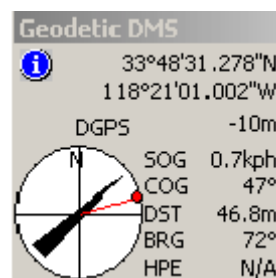 Geodetic DMS
33°48'31.278"N
118°21'01.002"W
DGPS -10m
N
SOG 0.7kph
COG 47°
DST 46.8m
BRG 72°
HPE N/A